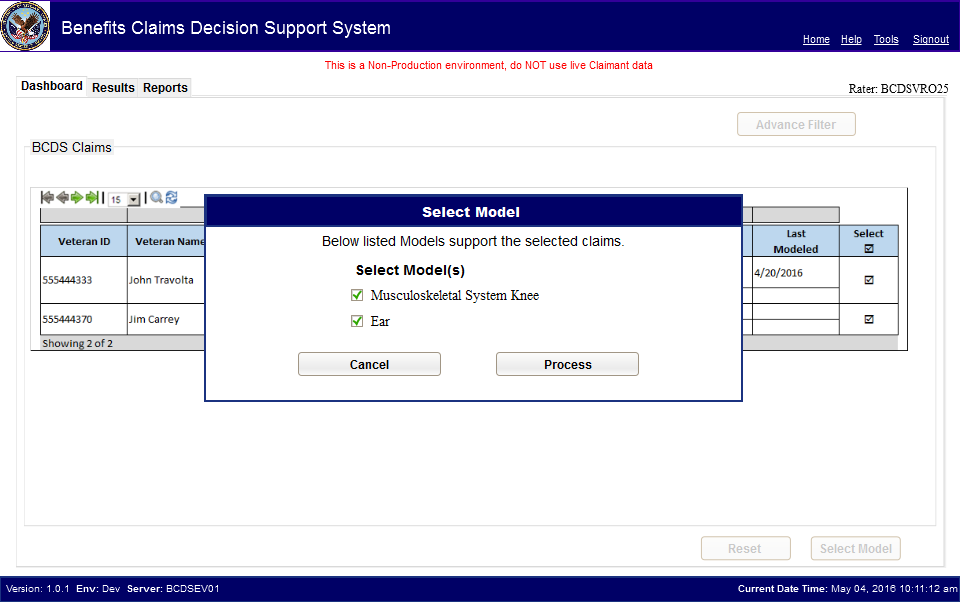 Benefits Claims Decision Support System
Home Help Tools Signout
This is a Non-Production environment, do NOT use live Claimant data
Dashboard Results Reports
Rater: BCDSVRO25
Advance Filter
BCDS Claims
15
Select Model
Below listed Models support the selected claims.
Select Model(s)
Musculoskeletal System Knee
Ear
Cancel Process
Veteran ID Veteran Name Last Modeled Select
555444333 John Travolta 4/20/2016
555444370 Jim Carrey
Showing 2 of 2
Reset Select Model
Version: 1.0.1 Env: Dev Server: BCDSEV01
Current Date Time: May 04, 2016 10:11:12 am